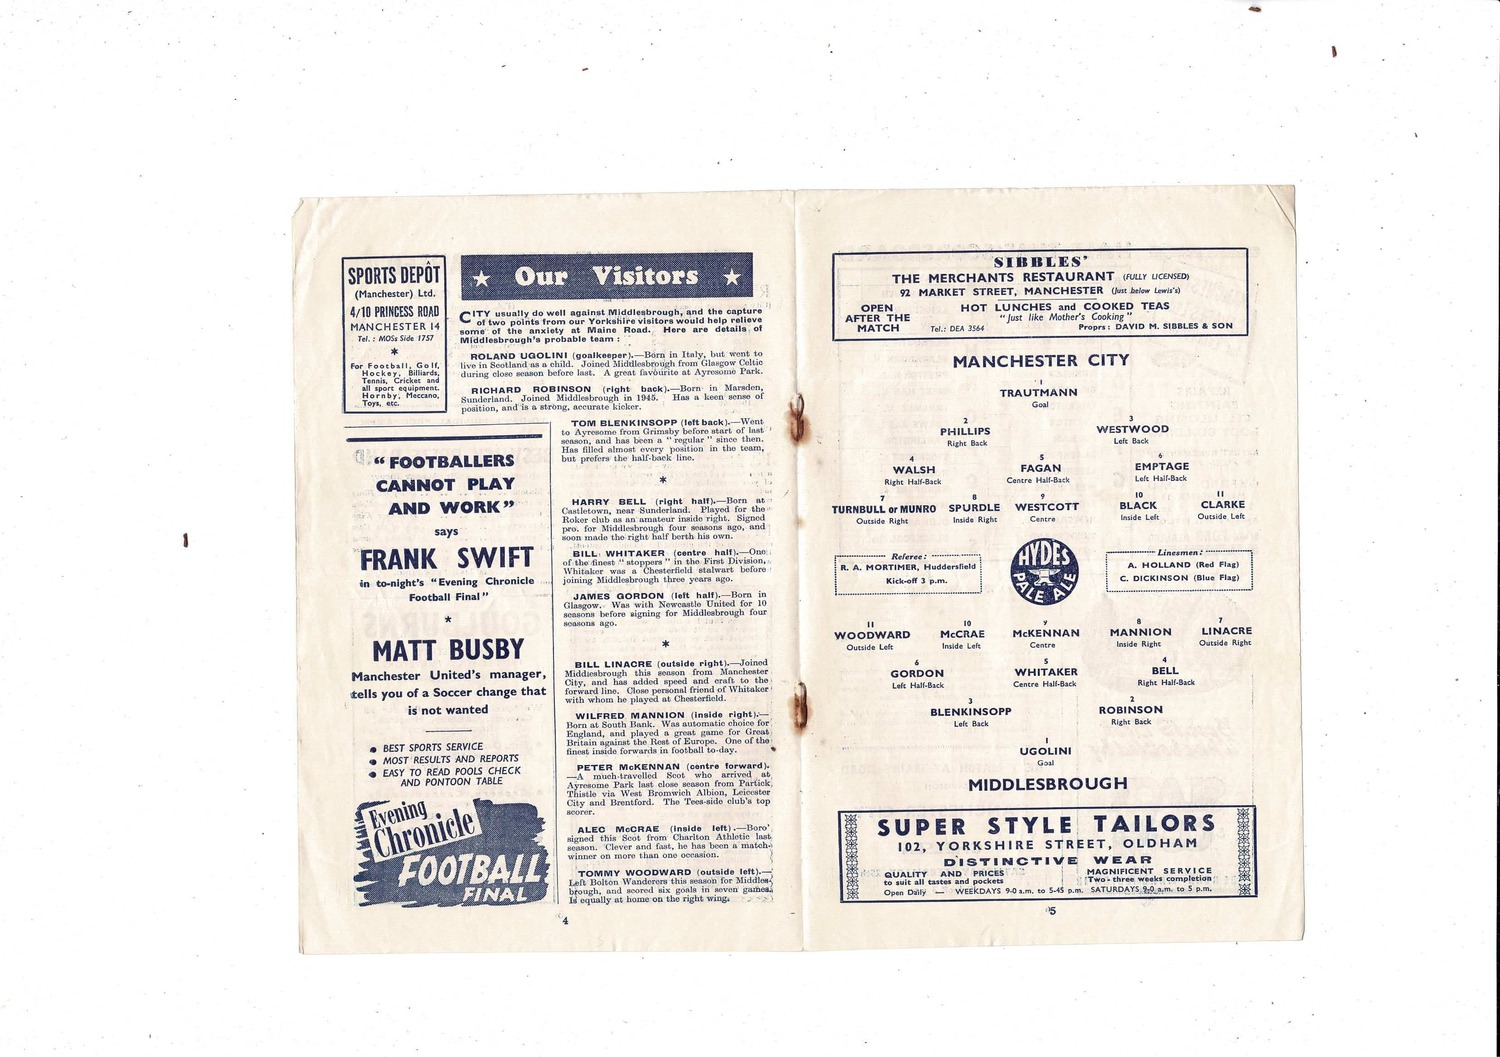 SPORTS DEPÔT
(Manchester) Ltd.
4/10 PRINCESS ROAD
MANCHESTER 14
Tel. : MOSs Side 1757
*
For Football, Golf,
Hockey, Billiards,
Tennis, Cricket and
all sport equipment.
Hornby, Meccano,
Toys, etc.
"FOOTBALLERS
CANNOT PLAY
AND WORK"
says
FRANK SWIFT
in to-night's "Evening Chronicle
Football Final"
*
MATT BUSBY
Manchester United's manager,
tells you of a Soccer change that
is not wanted
● BEST SPORTS SERVICE
● MOST RESULTS AND REPORTS
● EASY TO READ POOLS CHECK
AND PONTOON TABLE
Evening
Chronicle
FOOTBALL
FINAL
★ Our Visitors ★
CITY usually do well against Middlesbrough, and the capture
of two points from our Yorkshire visitors would help relieve
some of the anxiety at Maine Road. Here are details of
Middlesbrough's probable team :
ROLAND UGOLINI (goalkeeper).—Born in Italy, but went to
live in Scotland as a child. Joined Middlesbrough from Glasgow Celtic
during close season before last. A great favourite at Ayresome Park.
RICHARD ROBINSON (right back).—Born in Marsden,
Sunderland. Joined Middlesbrough in 1945. Has a keen sense of
position, and is a strong, accurate kicker.
TOM BLENKINSOPP (left back).—Went
to Ayresome from Grimsby before start of last
season, and has been a "regular" since then.
Has filled almost every position in the team,
but prefers the half-back line.
*
HARRY BELL (right half).—Born at
Castletown, near Sunderland. Played for the
Roker club as an amateur inside right. Signed
pro. for Middlesbrough four seasons ago, and
soon made the right half berth his own.
BILL WHITAKER (centre half).—One
of the finest "stoppers" in the First Division,
Whitaker was a Chesterfield stalwart before
joining Middlesbrough three years ago.
JAMES GORDON (left half).—Born in
Glasgow. Was with Newcastle United for 10
seasons before signing for Middlesbrough four
seasons ago.
*
BILL LINACRE (outside right).—Joined
Middlesbrough this season from Manchester
City, and has added speed and craft to the
forward line. Close personal friend of Whitaker
with whom he played at Chesterfield.
WILFRED MANNION (inside right).—
Born at South Bank. Was automatic choice for
England, and played a great game for Great
Britain against the Rest of Europe. One of the
finest inside forwards in football to-day.
PETER McKENNAN (centre forward).
—A much-travelled Scot who arrived at
Ayresome Park last close season from Partick
Thistle via West Bromwich Albion, Leicester
City and Brentford. The Tees-side club's top
scorer.
ALEC McCRAE (inside left).—Boro'
signed this Scot from Charlton Athletic last
season. Clever and fast, he has been a match-
winner on more than one occasion.
TOMMY WOODWARD (outside left).—
Left Bolton Wanderers this season for Middles-
brough, and scored six goals in seven games.
Is equally at home on the right wing.
4
SIBBLES'
THE MERCHANTS RESTAURANT (FULLY LICENSED)
92 MARKET STREET, MANCHESTER (Just below Lewis's)
OPEN
AFTER THE
MATCH
HOT LUNCHES and COOKED TEAS
"Just like Mother's Cooking"
Tel.: DEA 3564 Proprs: DAVID M. SIBBLES & SON
MANCHESTER CITY
1
TRAUTMANN
Goal
2 3
PHILLIPS WESTWOOD
Right Back Left Back
4 5 6
WALSH FAGAN EMPTAGE
Right Half-Back Centre Half-Back Left Half-Back
7 8 9 10 11
TURNBULL or MUNRO SPURDLE WESTCOTT BLACK CLARKE
Outside Right Inside Right Centre Inside Left Outside Left
Referee :
R. A. MORTIMER, Huddersfield
Kick-off 3 p.m.
HYDES
PALE ALE
Linesmen :
A. HOLLAND (Red Flag)
C. DICKINSON (Blue Flag)
11 10 9 8 7
WOODWARD McCRAE McKENNAN MANNION LINACRE
Outside Left Inside Left Centre Inside Right Outside Right
6 5 4
GORDON WHITAKER BELL
Left Half-Back Centre Half-Back Right Half-Back
3 2
BLENKINSOPP ROBINSON
Left Back Right Back
1
UGOLINI
Goal
MIDDLESBROUGH
SUPER STYLE TAILORS
102, YORKSHIRE STREET, OLDHAM
DISTINCTIVE WEAR
QUALITY AND PRICES MAGNIFICENT SERVICE
to suit all tastes and pockets Two - three weeks completion
Open Daily — WEEKDAYS 9-0 a.m. to 5-45 p.m. SATURDAYS 9-0 a.m. to 5 p.m.
5